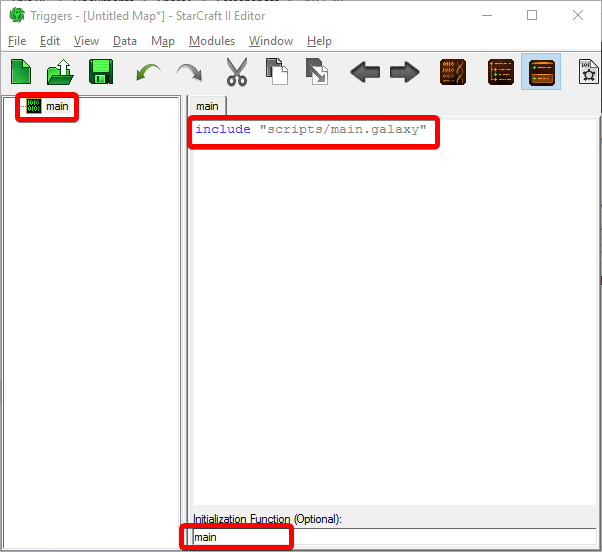 Triggers - [Untitled Map*] - StarCraft II Editor
File Edit View Data Map Modules Window Help
main
main
include "scripts/main.galaxy"
Initialization Function (Optional):
main